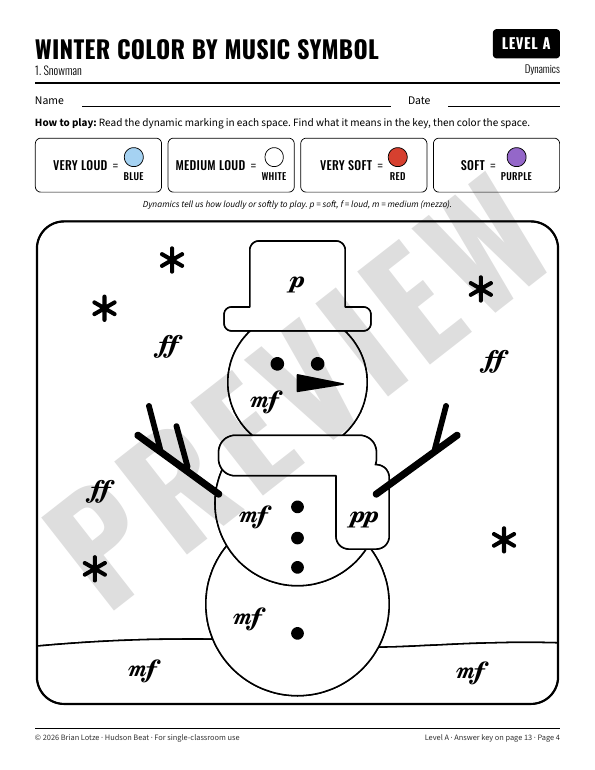 WINTER COLOR BY MUSIC SYMBOL
LEVEL A
1. Snowman
Dynamics
Name Date
How to play: Read the dynamic marking in each space. Find what it means in the key, then color the space.
VERY LOUD = BLUE
MEDIUM LOUD = WHITE
VERY SOFT = RED
SOFT = PURPLE
Dynamics tell us how loudly or softly to play. p = soft, f = loud, m = medium (mezzo).
p
ff
ff
mf
ff
mf
pp
mf
mf
mf
PREVIEW
© 2026 Brian Lotze · Hudson Beat · For single-classroom use
Level A · Answer key on page 13 · Page 4